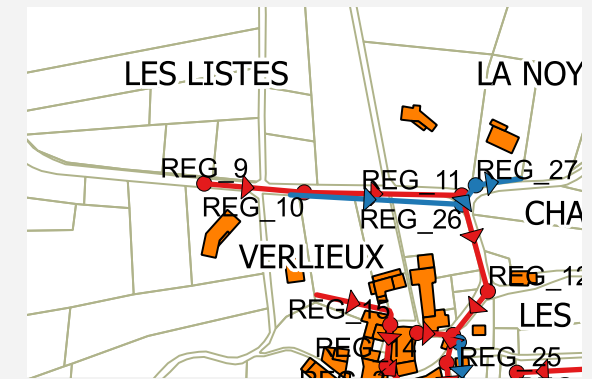 LES LISTES
LA NOY
REG_9
REG_11
REG_27
REG_10
REG_26
CHA
VERLIEUX
REG_12
REG_15
LES
REG_14
REG_25